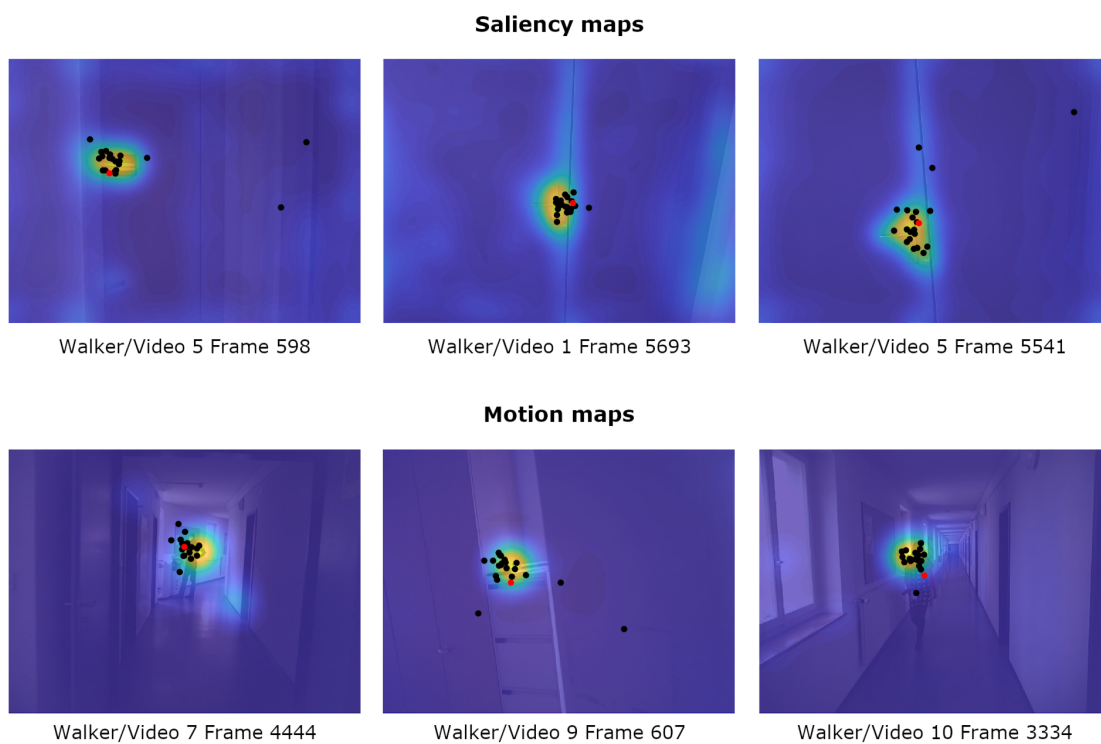 Saliency maps
Walker/Video 5 Frame 598
Walker/Video 1 Frame 5693
Walker/Video 5 Frame 5541
Motion maps
Walker/Video 7 Frame 4444
Walker/Video 9 Frame 607
Walker/Video 10 Frame 3334